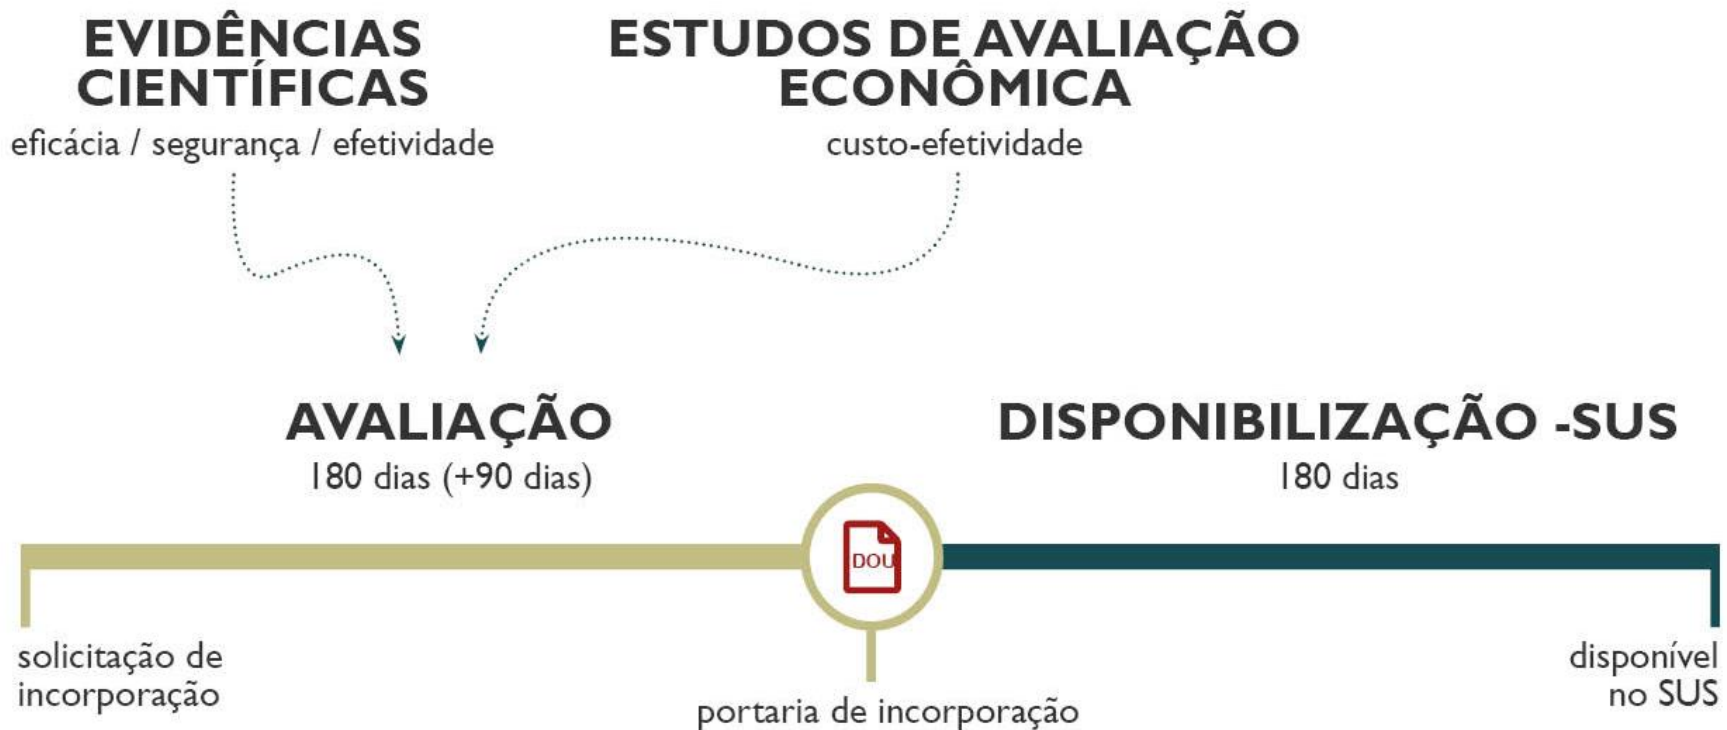 EVIDÊNCIAS
CIENTÍFICAS
eficácia / segurança / efetividade
ESTUDOS DE AVALIAÇÃO
ECONÔMICA
custo-efetividade
AVALIAÇÃO
180 dias (+90 dias)
DISPONIBILIZAÇÃO -SUS
180 dias
DOU
solicitação de
incorporação
portaria de incorporação
disponível
no SUS